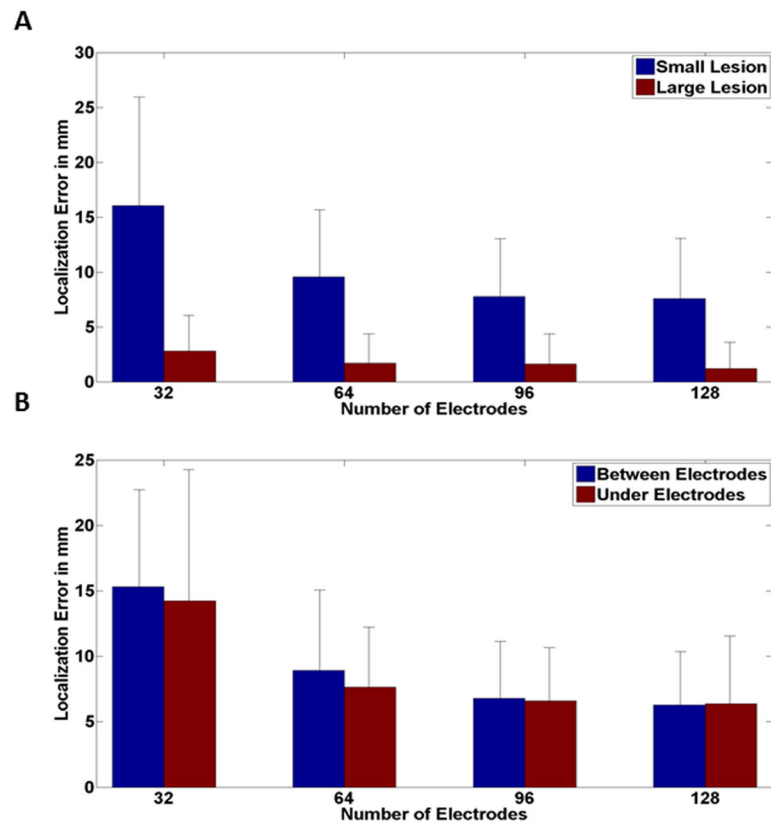 A
30
25
20
15
10
5
0
Localization Error in mm
Small Lesion
Large Lesion
32 64 96 128
Number of Electrodes
B
25
20
15
10
5
0
Localization Error in mm
Between Electrodes
Under Electrodes
32 64 96 128
Number of Electrodes